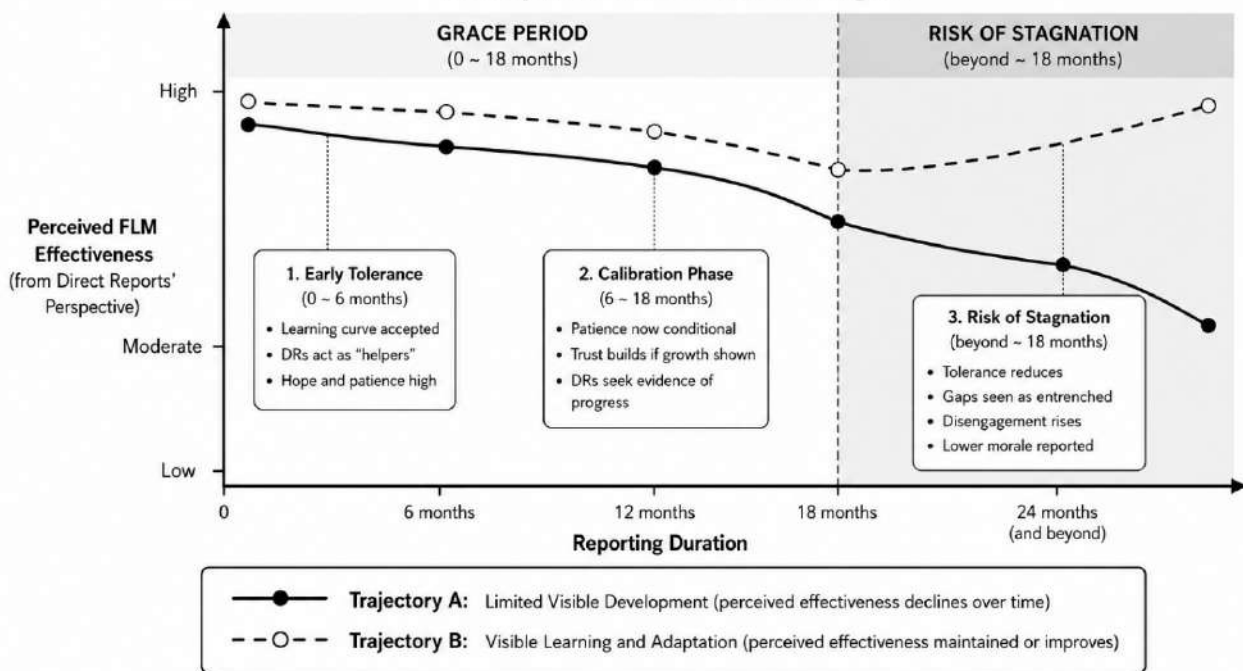 GRACE PERIOD
(0 ~ 18 months)
RISK OF STAGNATION
(beyond ~ 18 months)
High
Perceived FLM
Effectiveness
(from Direct Reports'
Perspective)
Moderate
Low
1. Early Tolerance
(0 ~ 6 months)
• Learning curve accepted
• DRs act as "helpers"
• Hope and patience high
2. Calibration Phase
(6 ~ 18 months)
• Patience now conditional
• Trust builds if growth shown
• DRs seek evidence of
progress
3. Risk of Stagnation
(beyond ~ 18 months)
• Tolerance reduces
• Gaps seen as entrenched
• Disengagement rises
• Lower morale reported
0
6 months
12 months
18 months
24 months
(and beyond)
Reporting Duration
Trajectory A: Limited Visible Development (perceived effectiveness declines over time)
Trajectory B: Visible Learning and Adaptation (perceived effectiveness maintained or improves)